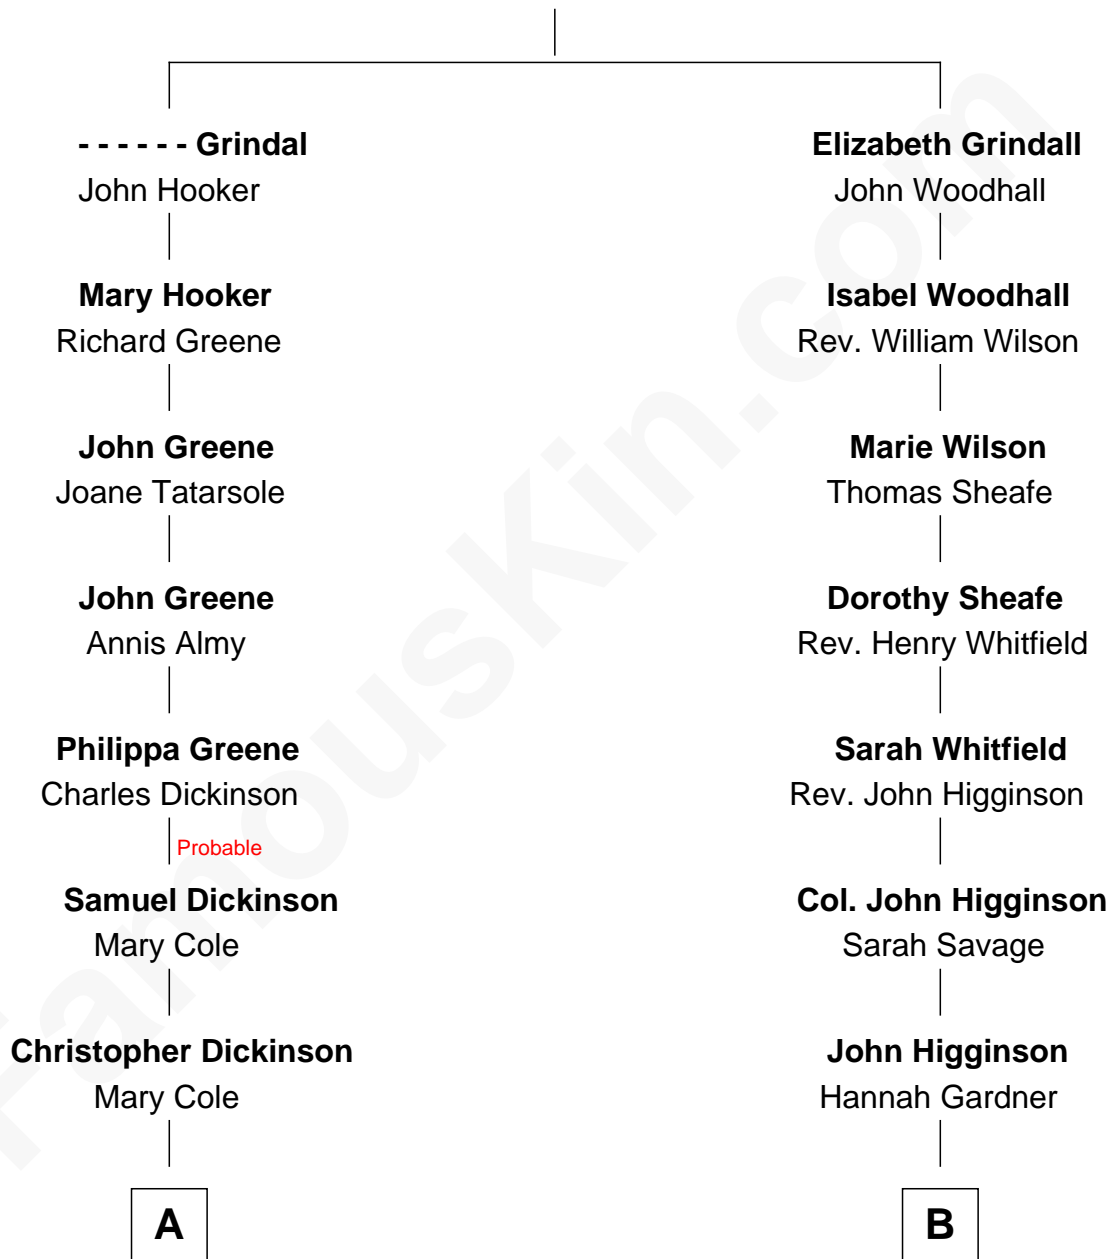 - - - - - - Grindal
John Hooker
Mary Hooker
Richard Greene
John Greene
Joane Tatarsole
John Greene
Annis Almy
Philippa Greene
Charles Dickinson
Probable
Samuel Dickinson
Mary Cole
Christopher Dickinson
Mary Cole
A
Elizabeth Grindall
John Woodhall
Isabel Woodhall
Rev. William Wilson
Marie Wilson
Thomas Sheafe
Dorothy Sheafe
Rev. Henry Whitfield
Sarah Whitfield
Rev. John Higginson
Col. John Higginson
Sarah Savage
John Higginson
Hannah Gardner
B
FamousKin.com